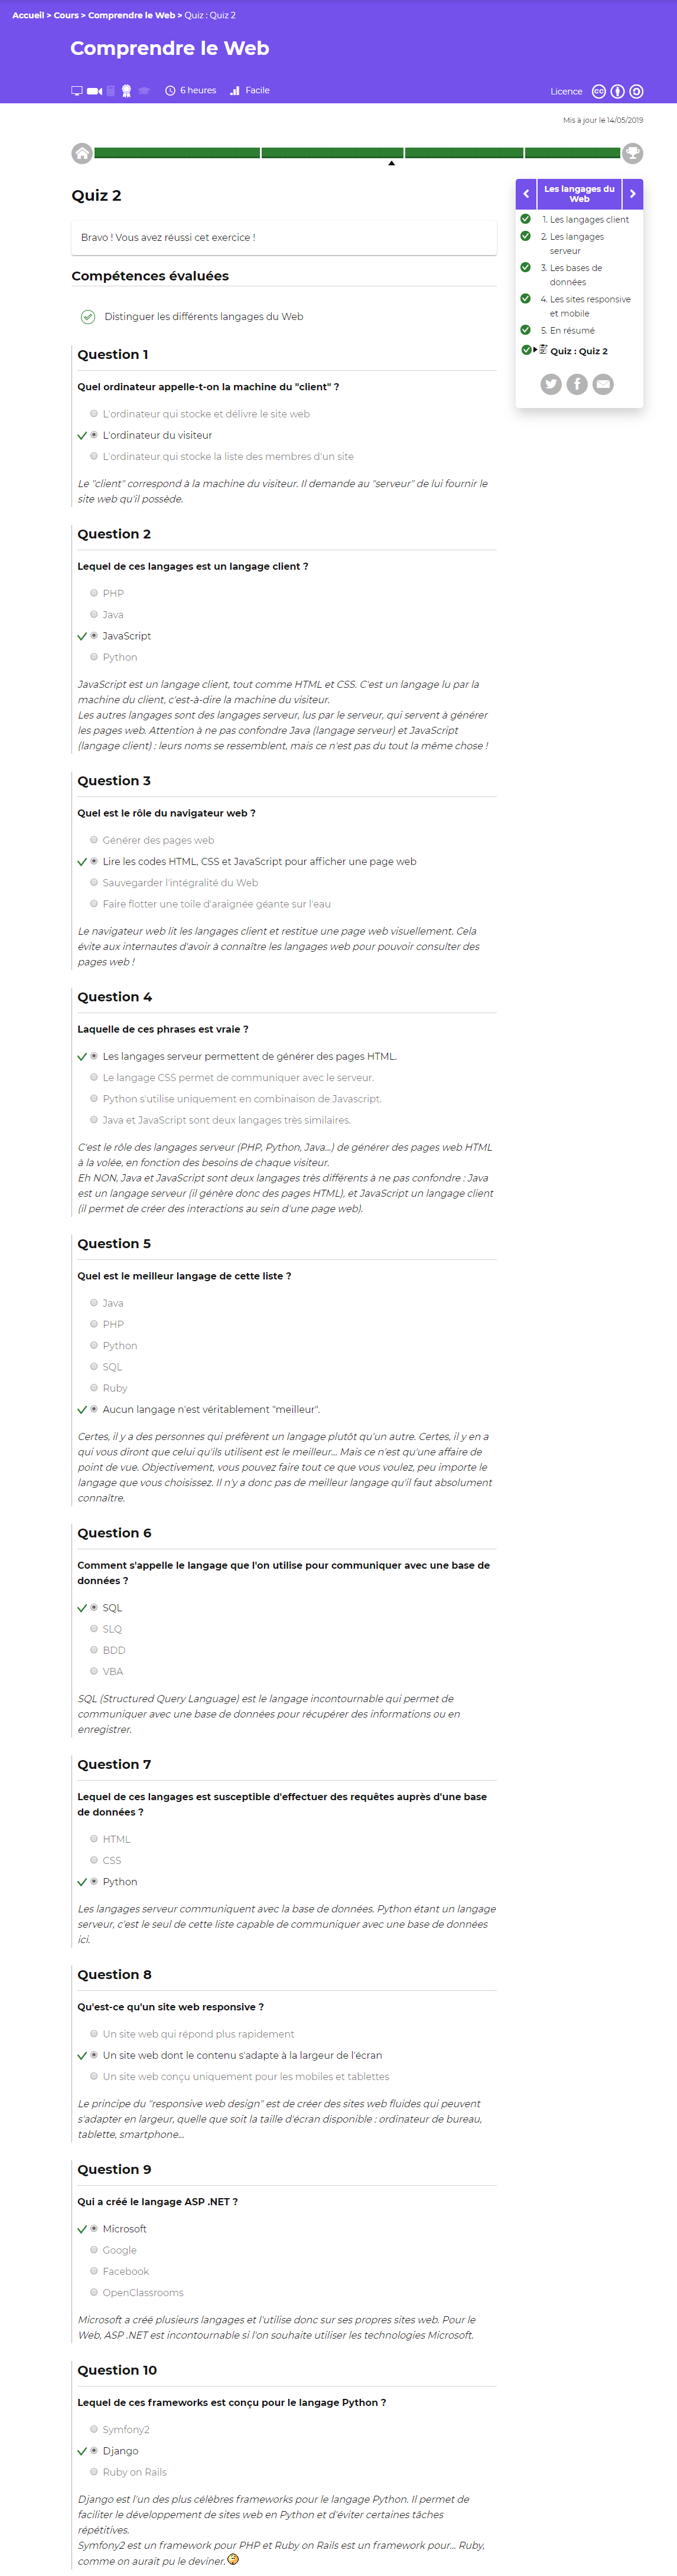 Accueil > Cours > Comprendre le Web > Quiz : Quiz 2
Comprendre le Web
6 heures
Facile
Licence
Mis à jour le 14/05/2019
Quiz 2
Bravo ! Vous avez réussi cet exercice !
Compétences évaluées
Distinguer les différents langages du Web
Question 1
Quel ordinateur appelle-t-on la machine du "client" ?
L'ordinateur qui stocke et délivre le site web
L'ordinateur du visiteur
L'ordinateur qui stocke la liste des membres d'un site
Le "client" correspond à la machine du visiteur. Il demande au "serveur" de lui fournir le
site web qu'il possède.
Question 2
Lequel de ces langages est un langage client ?
PHP
Java
JavaScript
Python
JavaScript est un langage client, tout comme HTML et CSS. C'est un langage lu par la
machine du client, c'est-à-dire la machine du visiteur.
Les autres langages sont des langages serveur, lus par le serveur, qui servent à générer
les pages web. Attention à ne pas confondre Java (langage serveur) et JavaScript
(langage client) : leurs noms se ressemblent, mais ce n'est pas du tout la même chose !
Question 3
Quel est le rôle du navigateur web ?
Générer des pages web
Lire les codes HTML, CSS et JavaScript pour afficher une page web
Sauvegarder l'intégralité du Web
Faire flotter une toile d'araignée géante sur l'eau
Le navigateur web lit les langages client et restitue une page web visuellement. Cela
évite aux internautes d'avoir à connaître les langages web pour pouvoir consulter des
pages web !
Question 4
Laquelle de ces phrases est vraie ?
Les langages serveur permettent de générer des pages HTML.
Le langage CSS permet de communiquer avec le serveur.
Python s'utilise uniquement en combinaison de Javascript.
Java et JavaScript sont deux langages très similaires.
C'est le rôle des langages serveur (PHP, Python, Java...) de générer des pages web HTML
à la volée, en fonction des besoins de chaque visiteur.
Eh NON, Java et JavaScript sont deux langages très différents à ne pas confondre : Java
est un langage serveur (il génère donc des pages HTML), et JavaScript un langage client
(il permet de créer des interactions au sein d'une page web).
Question 5
Quel est le meilleur langage de cette liste ?
Java
PHP
Python
SQL
Ruby
Aucun langage n'est véritablement "meilleur".
Certes, il y a des personnes qui préfèrent un langage plutôt qu'un autre. Certes, il y en a
qui vous diront que celui qu'ils utilisent est le meilleur... Mais ce n'est qu'une affaire de
point de vue. Objectivement, vous pouvez faire tout ce que vous voulez, peu importe le
langage que vous choisissez. Il n'y a donc pas de meilleur langage qu'il faut absolument
connaître.
Question 6
Comment s'appelle le langage que l'on utilise pour communiquer avec une base de
données ?
SQL
SLQ
BDD
VBA
SQL (Structured Query Language) est le langage incontournable qui permet de
communiquer avec une base de données pour récupérer des informations ou en
enregistrer.
Question 7
Lequel de ces langages est susceptible d'effectuer des requêtes auprès d'une base
de données ?
HTML
CSS
Python
Les langages serveur communiquent avec la base de données. Python étant un langage
serveur, c'est le seul de cette liste capable de communiquer avec une base de données
ici.
Question 8
Qu'est-ce qu'un site web responsive ?
Un site web qui répond plus rapidement
Un site web dont le contenu s'adapte à la largeur de l'écran
Un site web conçu uniquement pour les mobiles et tablettes
Le principe du "responsive web design" est de créer des sites web fluides qui peuvent
s'adapter en largeur, quelle que soit la taille d'écran disponible : ordinateur de bureau,
tablette, smartphone...
Question 9
Qui a créé le langage ASP .NET ?
Microsoft
Google
Facebook
OpenClassrooms
Microsoft a créé plusieurs langages et l'utilise donc sur ses propres sites web. Pour le
Web, ASP .NET est incontournable si l'on souhaite utiliser les technologies Microsoft.
Question 10
Lequel de ces frameworks est conçu pour le langage Python ?
Symfony2
Django
Ruby on Rails
Django est l'un des plus célèbres frameworks pour le langage Python. Il permet de
faciliter le développement de sites web en Python et d'éviter certaines tâches
répétitives.
Symfony2 est un framework pour PHP et Ruby on Rails est un framework pour... Ruby,
comme on aurait pu le deviner.
Les langages du
Web
1. Les langages client
2. Les langages
serveur
3. Les bases de
données
4. Les sites responsive
et mobile
5. En résumé
Quiz : Quiz 2